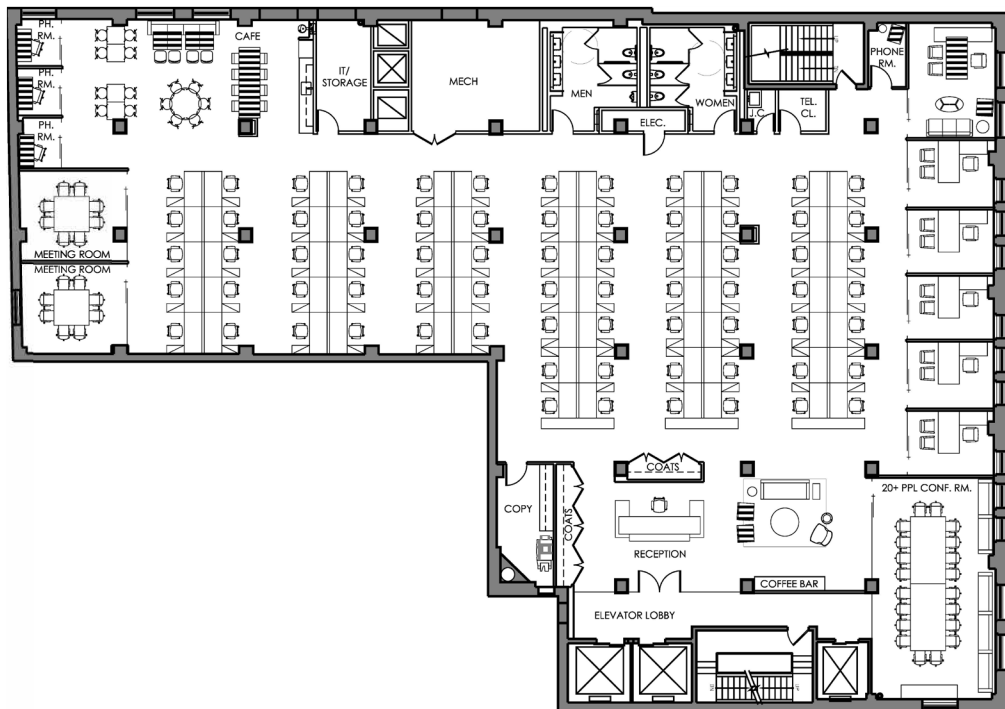 PH.
RM.
CAFE
IT/
STORAGE
MECH
MEN
WOMEN
ELEC.
J.C.
TEL.
CL.
PHONE
RM.
PH.
RM.
PH.
RM.
MEETING ROOM
MEETING ROOM
COATS
COPY
COATS
RECEPTION
20+ PPL CONF. RM.
COFFEE BAR
ELEVATOR LOBBY